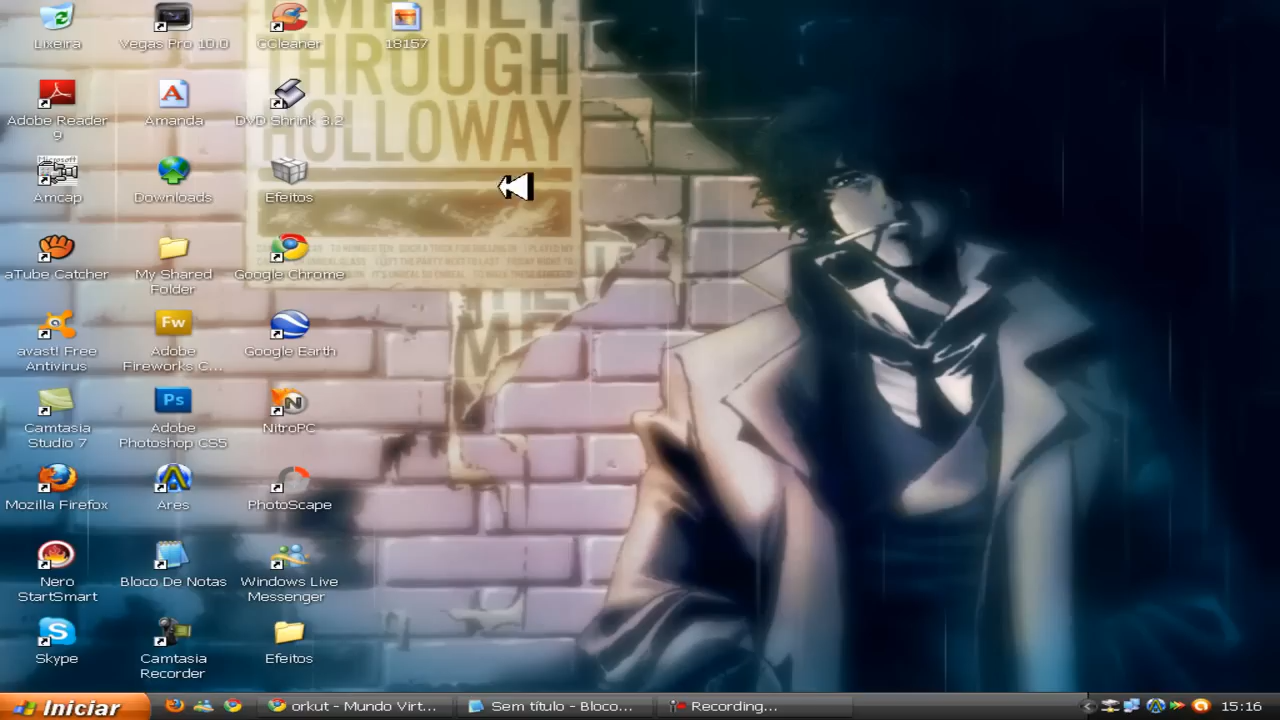 Lixeira
Vegas Pro 10.0
CCleaner
18157
Adobe Reader
9
Amanda
DVD Shrink 3.2
Amcap
Downloads
Efeitos
aTube Catcher
My Shared
Folder
Google Chrome
avast! Free
Antivirus
Fw
Adobe
Fireworks C...
Google Earth
Camtasia
Studio 7
Ps
Adobe
Photoshop CS5
NitroPC
Mozilla Firefox
Ares
PhotoScape
Nero
StartSmart
Bloco De Notas
Windows Live
Messenger
Skype
Camtasia
Recorder
Efeitos
THROUGH
HOLLOWAY
Iniciar
orkut - Mundo Virt...
Sem título - Bloco...
Recording...
15:16